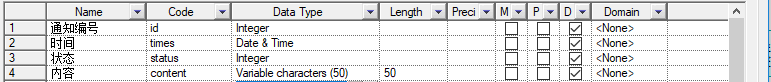 Name Code Data Type Length Preci M P D Domain
1 通知编号 id Integer <None>
2 时间 times Date & Time <None>
3 状态 status Integer <None>
4 内容 content Variable characters (50) 50 <None>